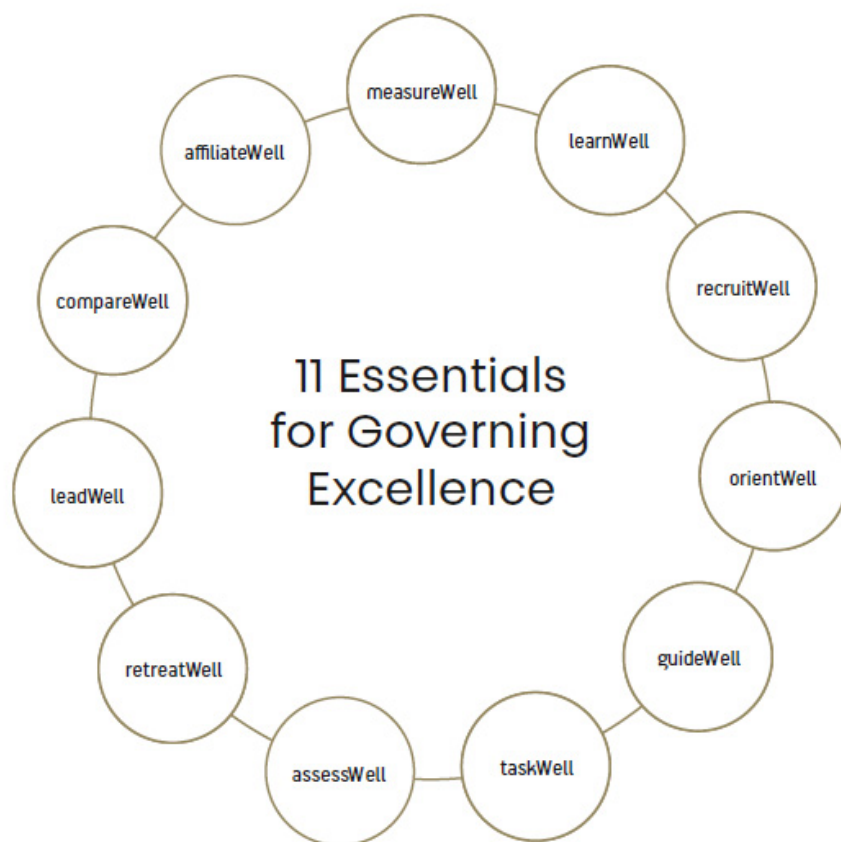 measureWell
learnWell
recruitWell
orientWell
guideWell
taskWell
assessWell
retreatWell
leadWell
compareWell
affiliateWell
11 Essentials
for Governing
Excellence